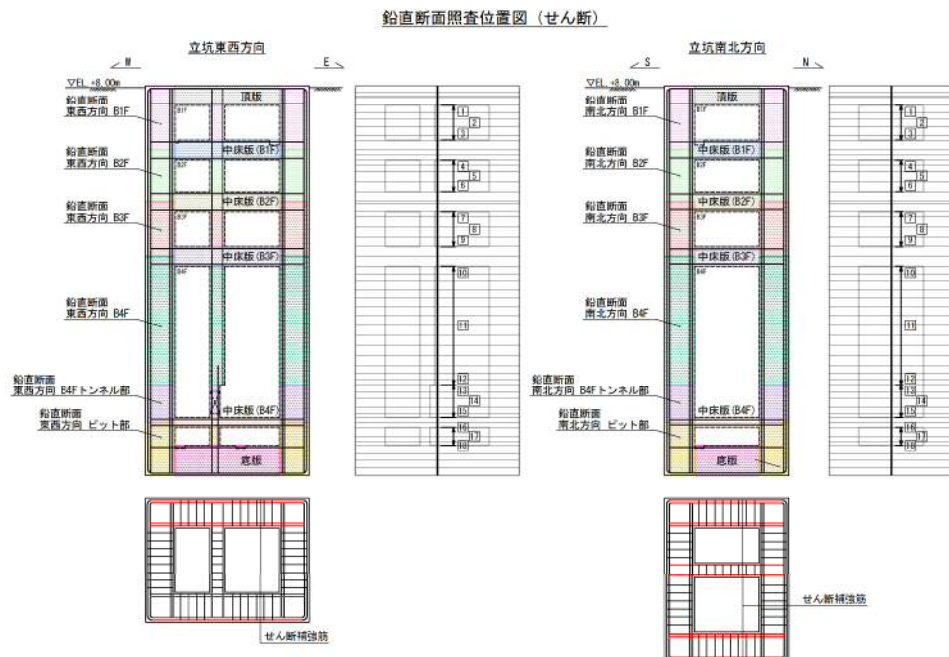 鉛直断面照査位置図（せん断）
立坑東西方向
W
E
▽EL +8.00m
頂版
鉛直断面
東西方向 B1F
B1F
中床版(B1F)
鉛直断面
東西方向 B2F
B2F
中床版(B2F)
鉛直断面
東西方向 B3F
B3F
中床版(B3F)
B4F
鉛直断面
東西方向 B4F
鉛直断面
東西方向 B4Fトンネル部
中床版(B4F)
鉛直断面
東西方向 ピット部
底版
1
2
3
4
5
6
7
8
9
10
11
12
13
14
15
16
17
18
せん断補強筋
立坑南北方向
S
N
▽EL +8.00m
頂版
鉛直断面
南北方向 B1F
B1F
中床版(B1F)
鉛直断面
南北方向 B2F
B2F
中床版(B2F)
鉛直断面
南北方向 B3F
B3F
中床版(B3F)
B4F
鉛直断面
南北方向 B4F
鉛直断面
南北方向 B4Fトンネル部
中床版(B4F)
鉛直断面
南北方向 ピット部
底版
1
2
3
4
5
6
7
8
9
10
11
12
13
14
15
16
17
18
せん断補強筋